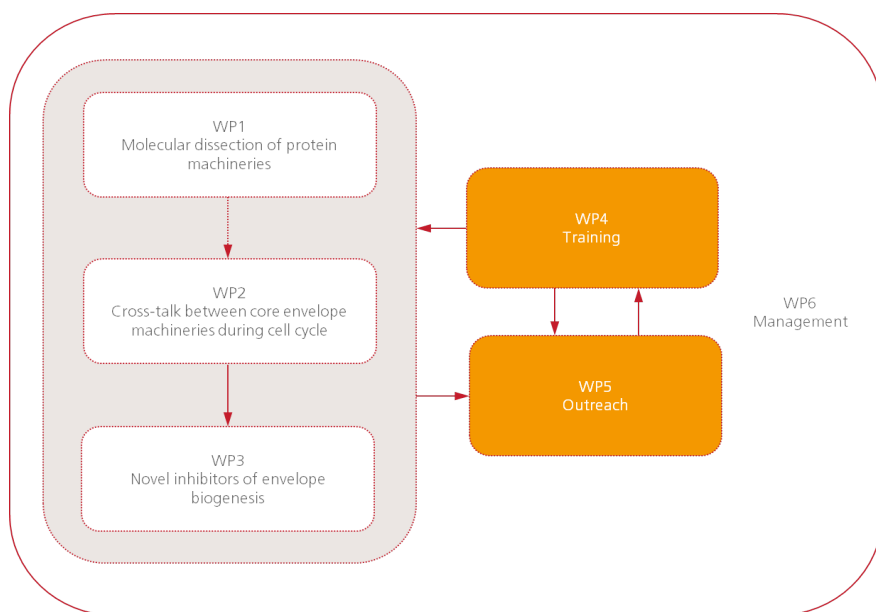 WP1
Molecular dissection of protein
machineries
WP2
Cross-talk between core envelope
machineries during cell cycle
WP3
Novel inhibitors of envelope
biogenesis
WP4
Training
WP5
Outreach
WP6
Management